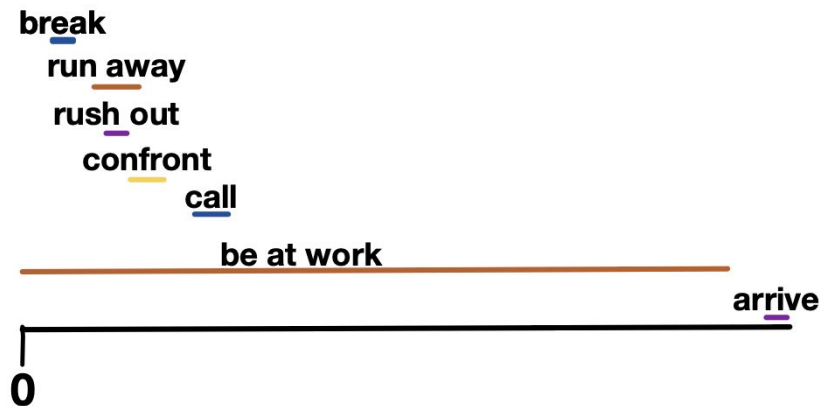 break
run away
rush out
confront
call
be at work
arrive
0